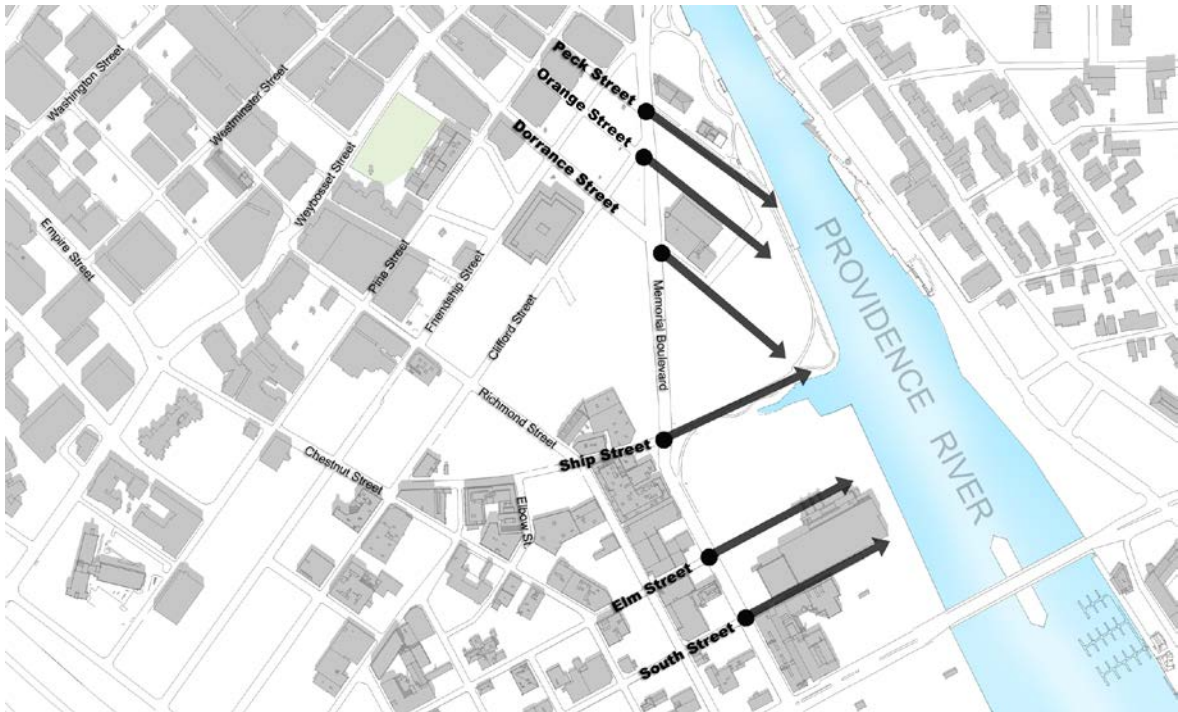 Peck Street
Orange Street
Dorrance Street
Washington Street
Westminster Street
Weybosset Street
Empire Street
Pine Street
Friendship Street
Clifford Street
Memorial Boulevard
PROVIDENCE RIVER
Richmond Street
Chestnut Street
Ship Street
Elbow St.
Elm Street
South Street